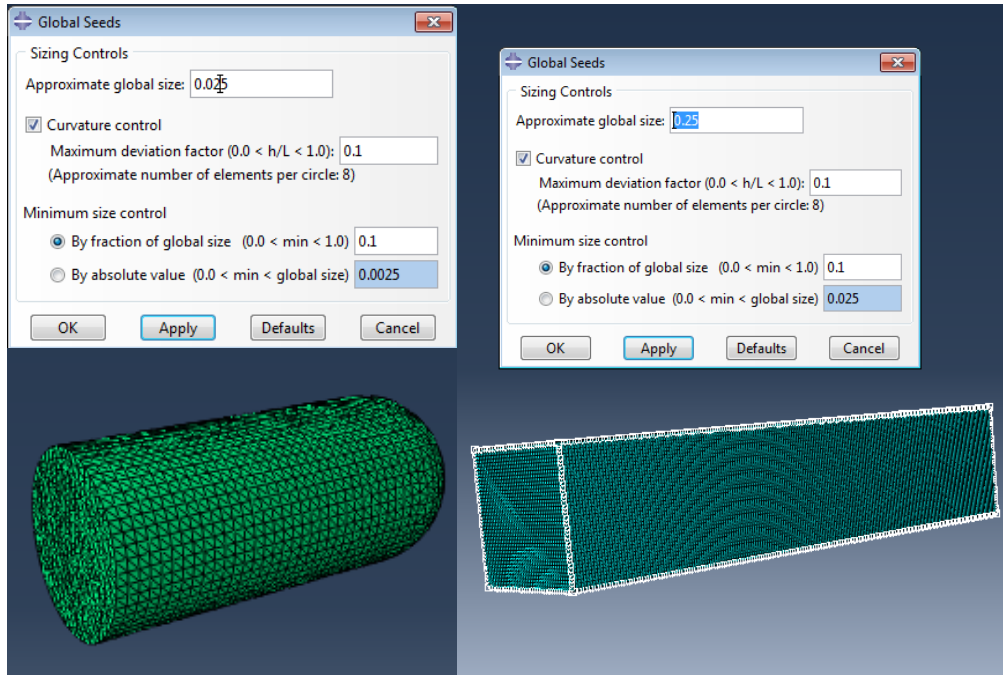 Global Seeds
Sizing Controls
Approximate global size: 0.025
Curvature control
Maximum deviation factor (0.0 < h/L < 1.0): 0.1
(Approximate number of elements per circle: 8)
Minimum size control
By fraction of global size (0.0 < min < 1.0) 0.1
By absolute value (0.0 < min < global size) 0.0025
OK Apply Defaults Cancel
Global Seeds
Sizing Controls
Approximate global size: 0.25
Curvature control
Maximum deviation factor (0.0 < h/L < 1.0): 0.1
(Approximate number of elements per circle: 8)
Minimum size control
By fraction of global size (0.0 < min < 1.0) 0.1
By absolute value (0.0 < min < global size) 0.025
OK Apply Defaults Cancel